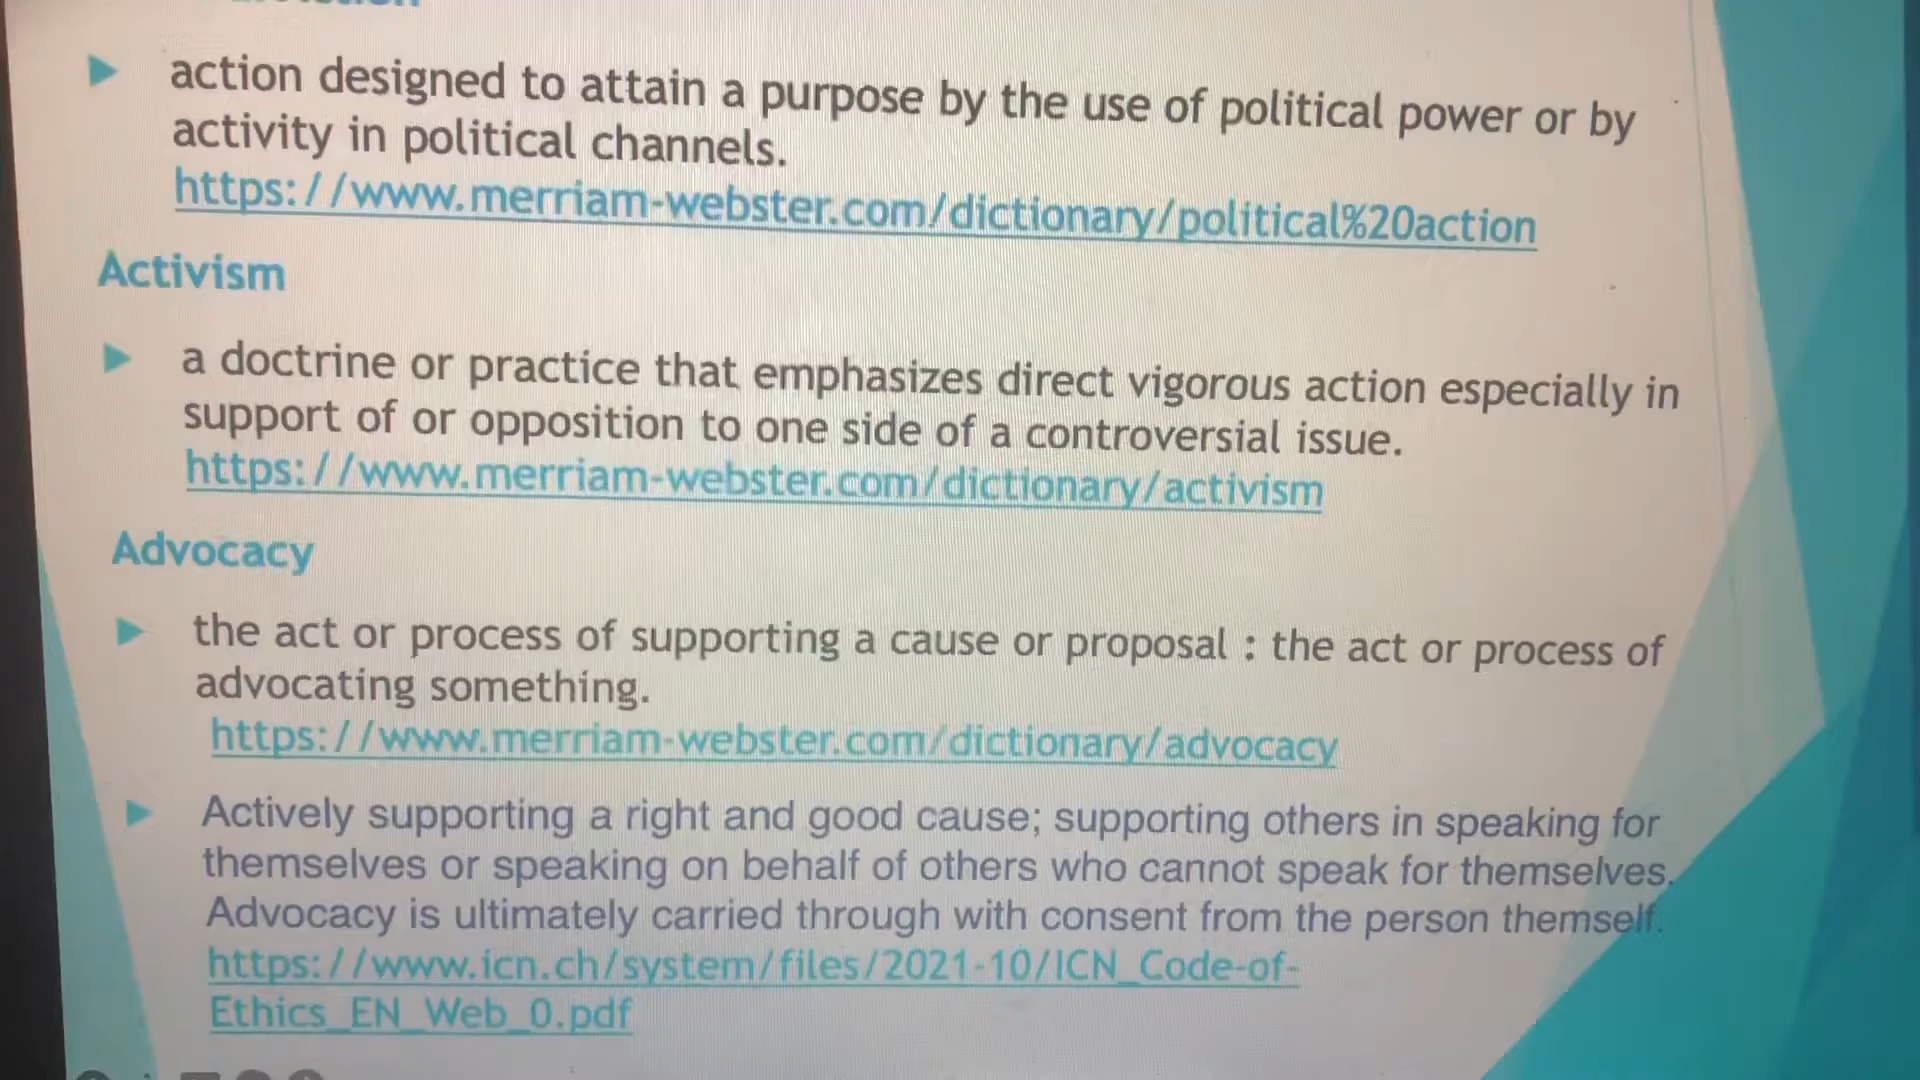 action designed to attain a purpose by the use of political power or by
activity in political channels.
https://www.merriam-webster.com/dictionary/political%20action
Activism
a doctrine or practice that emphasizes direct vigorous action especially in
support of or opposition to one side of a controversial issue.
https://www.merriam-webster.com/dictionary/activism
Advocacy
the act or process of supporting a cause or proposal : the act or process of
advocating something.
https://www.merriam-webster.com/dictionary/advocacy
Actively supporting a right and good cause; supporting others in speaking for
themselves or speaking on behalf of others who cannot speak for themselves.
Advocacy is ultimately carried through with consent from the person themself.
https://www.icn.ch/system/files/2021-10/ICN_Code-of-
Ethics_EN_Web_0.pdf